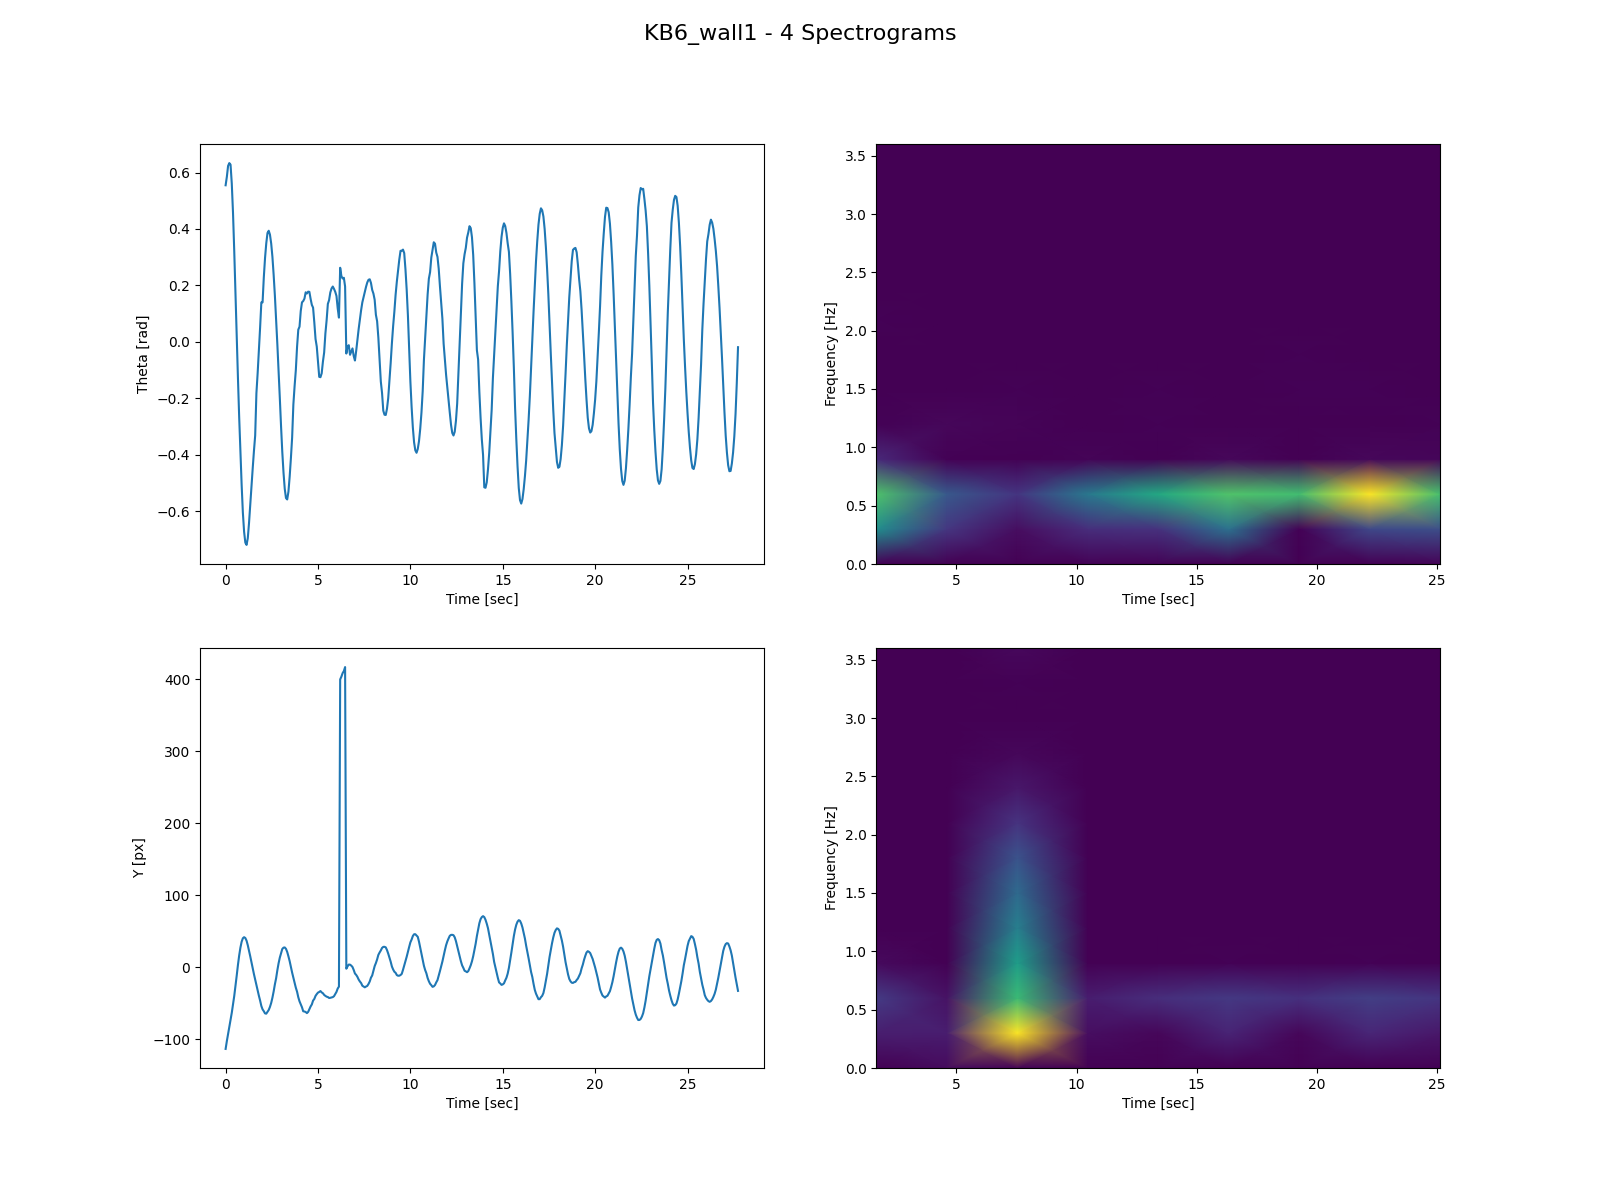 KB6_wall1 - 4 Spectrograms
Theta [rad]
0.6
0.4
0.2
0.0
−0.2
−0.4
−0.6
0 5 10 15 20 25
Time [sec]
Frequency [Hz]
3.5
3.0
2.5
2.0
1.5
1.0
0.5
0.0
5 10 15 20 25
Time [sec]
Y [px]
400
300
200
100
0
−100
0 5 10 15 20 25
Time [sec]
Frequency [Hz]
3.5
3.0
2.5
2.0
1.5
1.0
0.5
0.0
5 10 15 20 25
Time [sec]